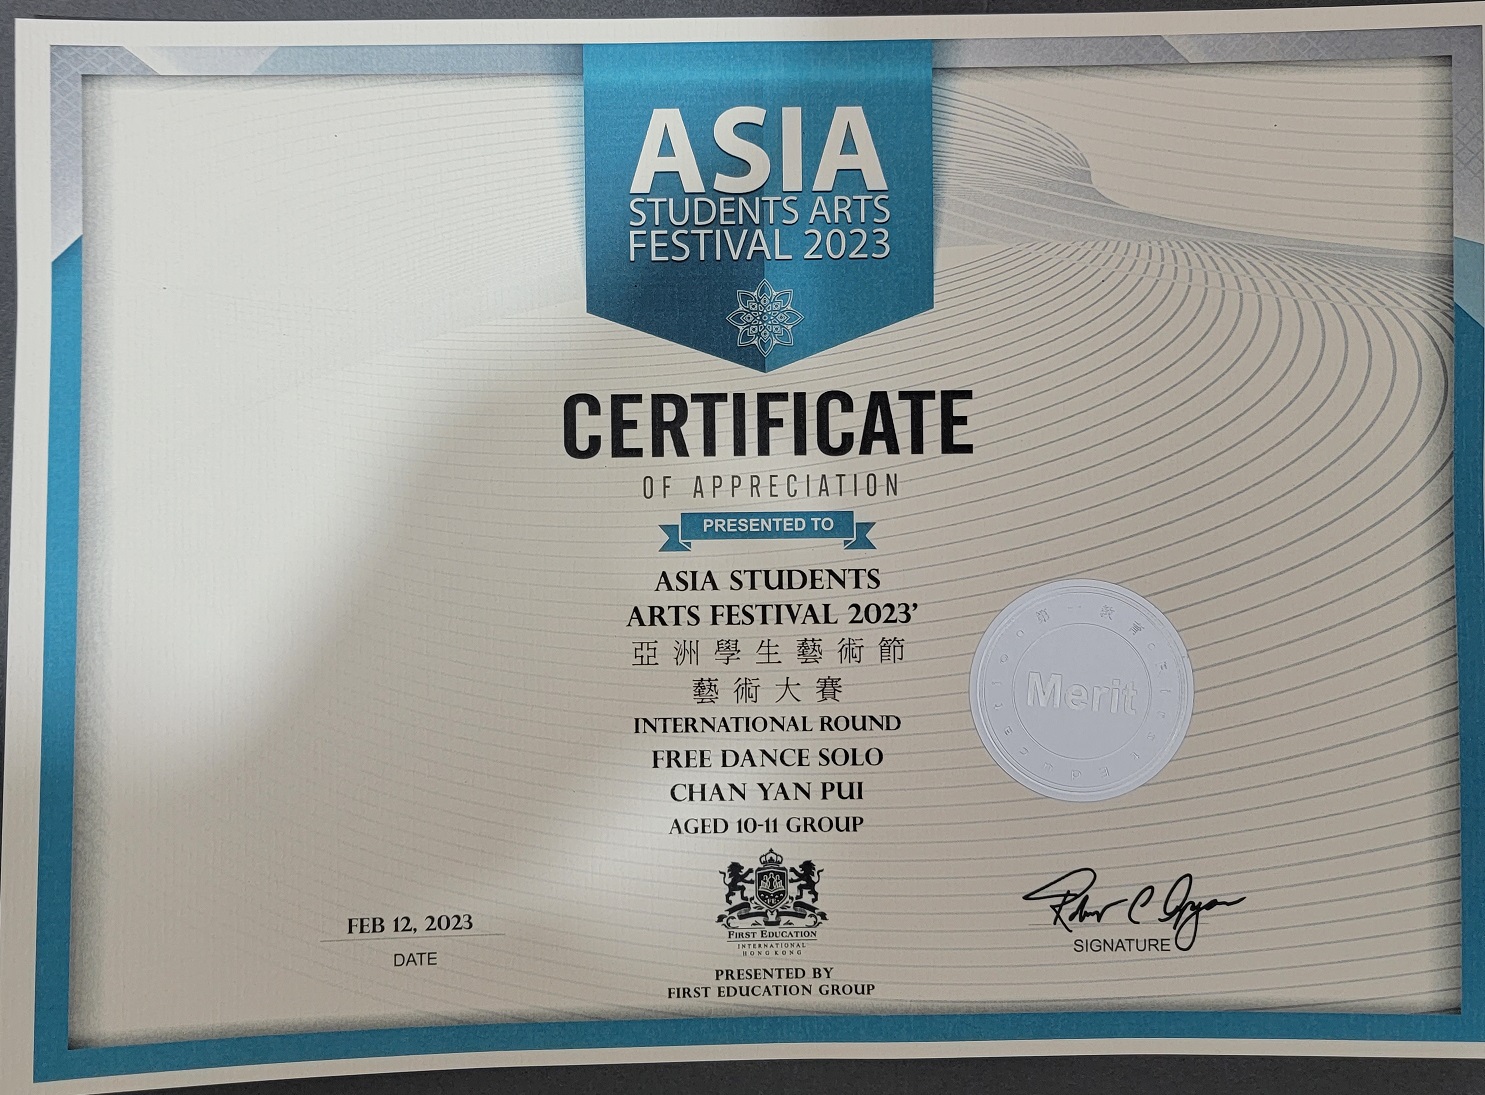 ASIA
STUDENTS ARTS
FESTIVAL 2023
CERTIFICATE
OF APPRECIATION
PRESENTED TO
ASIA STUDENTS
ARTS FESTIVAL 2023’
亞洲學生藝術節
藝術大賽
INTERNATIONAL ROUND
FREE DANCE SOLO
CHAN YAN PUI
AGED 10-11 GROUP
Merit
FEB 12, 2023
DATE
FIRST EDUCATION
INTERNATIONAL
HONG KONG
PRESENTED BY
FIRST EDUCATION GROUP
SIGNATURE